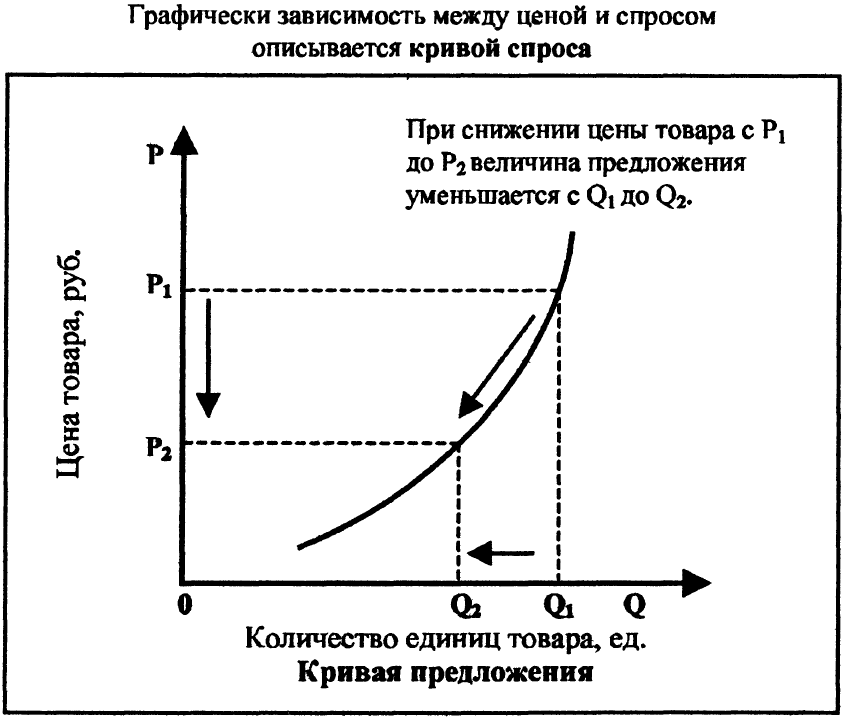 Графически зависимость между ценой и спросом
описывается кривой спроса
При снижении цены товара с P1
до P2 величина предложения
уменьшается с Q1 до Q2.
P
P1
P2
Цена товара, руб.
0
Q2
Q1
Q
Количество единиц товара, ед.
Кривая предложения